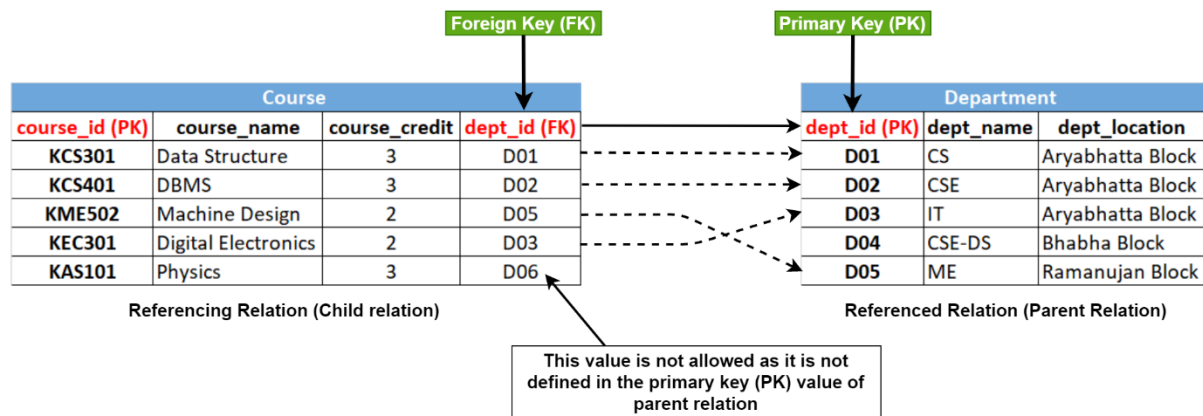 Foreign Key (FK) Primary Key (PK)
Course Department
course_id (PK) course_name course_credit dept_id (FK) dept_id (PK) dept_name dept_location
KCS301 Data Structure 3 D01 D01 CS Aryabhatta Block
KCS401 DBMS 3 D02 D02 CSE Aryabhatta Block
KME502 Machine Design 2 D05 D03 IT Aryabhatta Block
KEC301 Digital Electronics 2 D03 D04 CSE-DS Bhabha Block
KAS101 Physics 3 D06 D05 ME Ramanujan Block
Referencing Relation (Child relation) Referenced Relation (Parent Relation)
This value is not allowed as it is not
defined in the primary key (PK) value of
parent relation